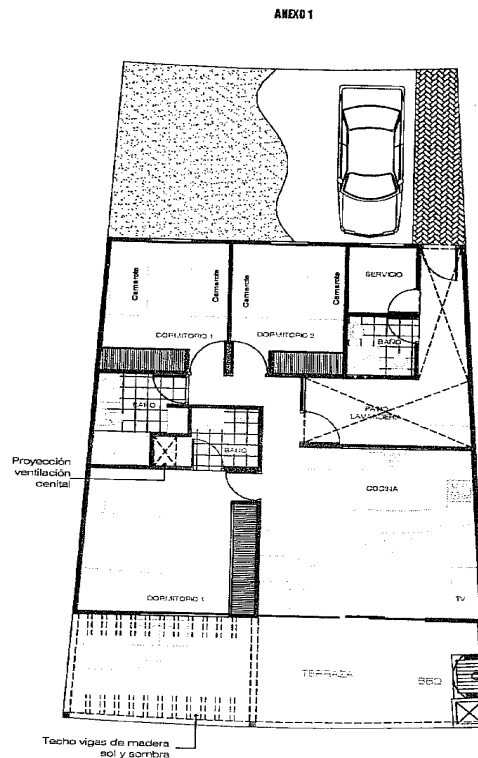 ANEXO 1
Camarote
Camarote
Camarote
Camarote
SERVICIO
DORMITORIO 1
DORMITORIO 2
BAÑO
BAÑO
PATIO
LAVANDERIA
BAÑO
Proyección
ventilación
cenital
COCINA
DORMITORIO
TV
TERRAZA
BBQ
Techo vigas de madera
sol y sombra